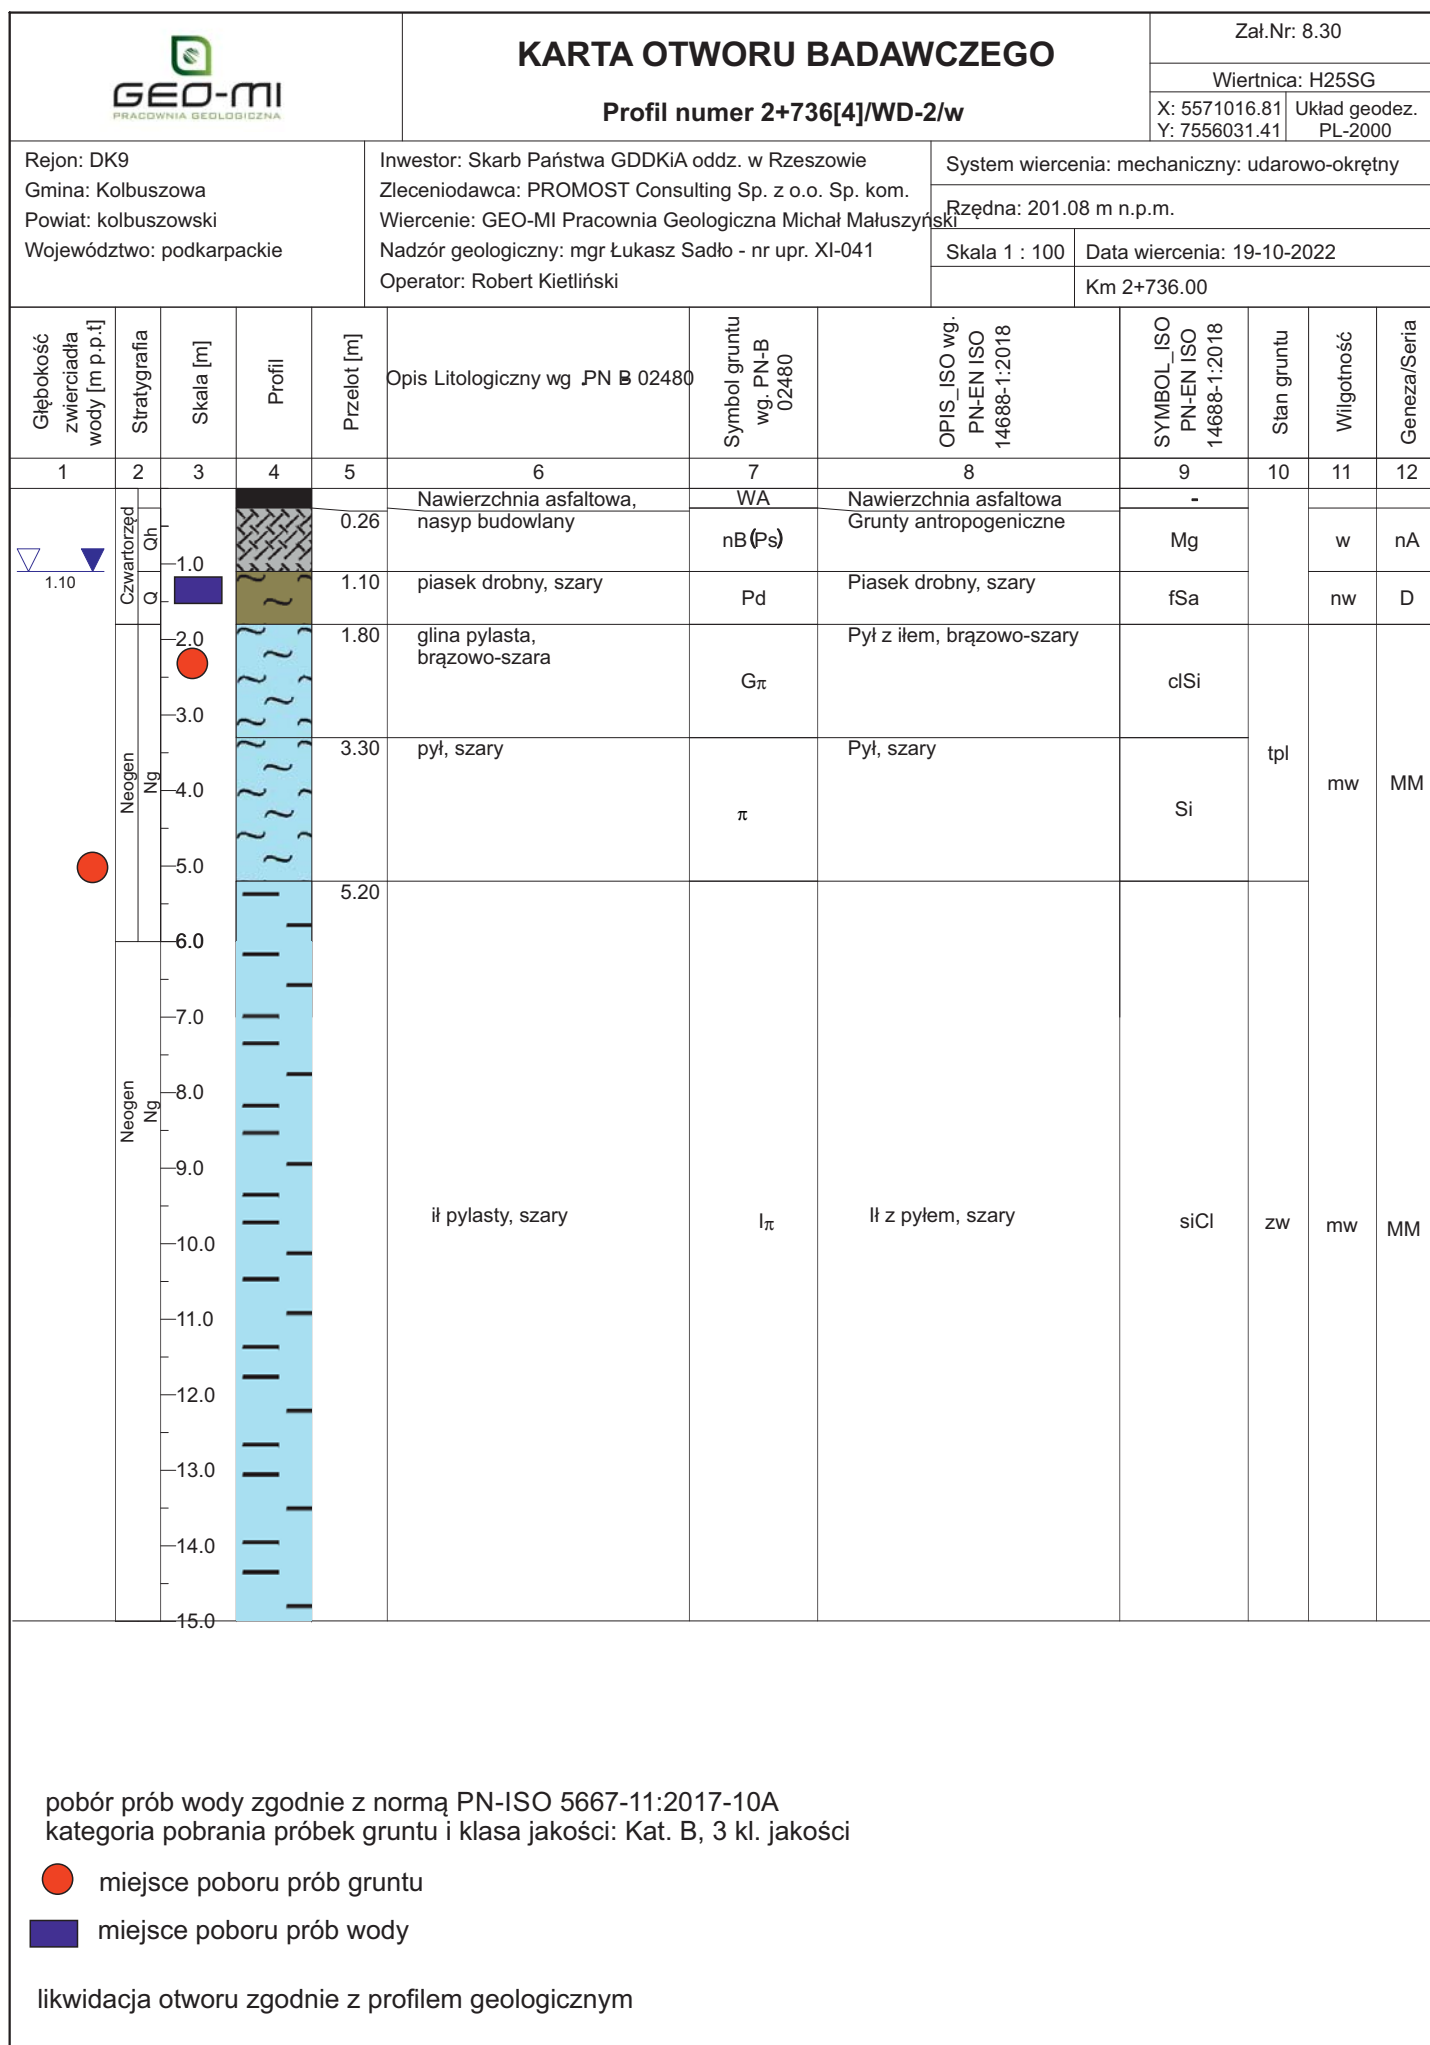 GEO-MI
PRACOWNIA GEOLOGICZNA
KARTA OTWORU BADAWCZEGO
Profil numer 2+736[4]/WD-2/w
Zał.Nr: 8.30
Wiertnica: H25SG
X: 5571016.81
Y: 7556031.41
Układ geodez.
PL-2000
Rejon: DK9
Gmina: Kolbuszowa
Powiat: kolbuszowski
Województwo: podkarpackie
Inwestor: Skarb Państwa GDDKiA oddz. w Rzeszowie
Zleceniodawca: PROMOST Consulting Sp. z o.o. Sp. kom.
Wiercenie: GEO-MI Pracownia Geologiczna Michał Małuszyński
Nadzór geologiczny: mgr Łukasz Sadło - nr upr. XI-041
Operator: Robert Kietliński
System wiercenia: mechaniczny: udarowo-okrętny
Rzędna: 201.08 m n.p.m.
Skala 1 : 100
Data wiercenia: 19-10-2022
Km 2+736.00
Głębokość
zwierciadła
wody [m p.p.t]
Stratygrafia
Skala [m]
Profil
Przelot [m]
Opis Litologiczny wg .PN B 02480
Symbol gruntu
wg. PN-B
02480
OPIS_ISO wg.
PN-EN ISO
14688-1:2018
SYMBOL_ISO
PN-EN ISO
14688-1:2018
Stan gruntu
Wilgotność
Geneza/Seria
1 2 3 4 5 6 7 8 9 10 11 12
Nawierzchnia asfaltowa, WA Nawierzchnia asfaltowa -
Czwartorzęd
Qh
0.26 nasyp budowlany nB(Ps) Grunty antropogeniczne Mg w nA
1.0
1.10
Q
1.10 piasek drobny, szary Pd Piasek drobny, szary fSa nw D
2.0
1.80 glina pylasta,
brązowo-szara
Gπ Pył z iłem, brązowo-szary clSi
3.0
3.30 pył, szary π Pył, szary Si
tpl
mw MM
Neogen
Ng
4.0
5.0
5.20
6.0
7.0
8.0
Neogen
Ng
9.0
ił pylasty, szary Iπ Ił z pyłem, szary siCl zw mw MM
10.0
11.0
12.0
13.0
14.0
15.0
pobór prób wody zgodnie z normą PN-ISO 5667-11:2017-10A
kategoria pobrania próbek gruntu i klasa jakości: Kat. B, 3 kl. jakości
miejsce poboru prób gruntu
miejsce poboru prób wody
likwidacja otworu zgodnie z profilem geologicznym